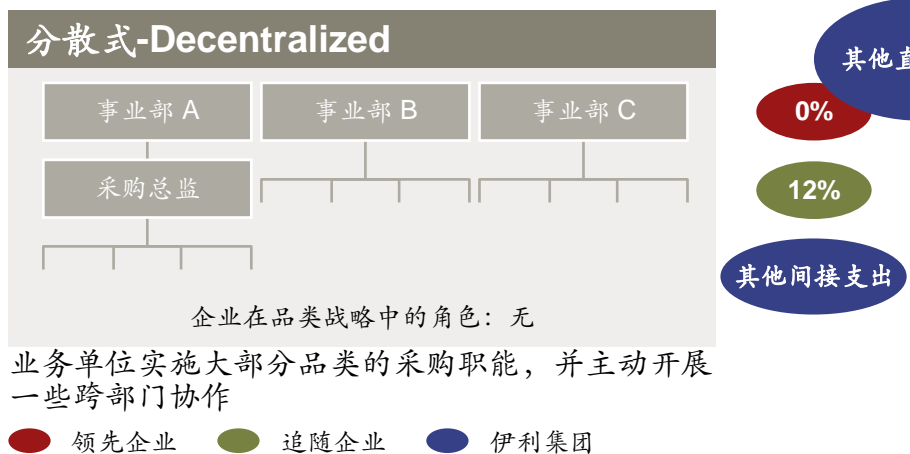 分散式-Decentralized
事业部 A
事业部 B
事业部 C
采购总监
企业在品类战略中的角色：无
其他直
0%
12%
其他间接支出
业务单位实施大部分品类的采购职能，并主动开展
一些跨部门协作
领先企业
追随企业
伊利集团